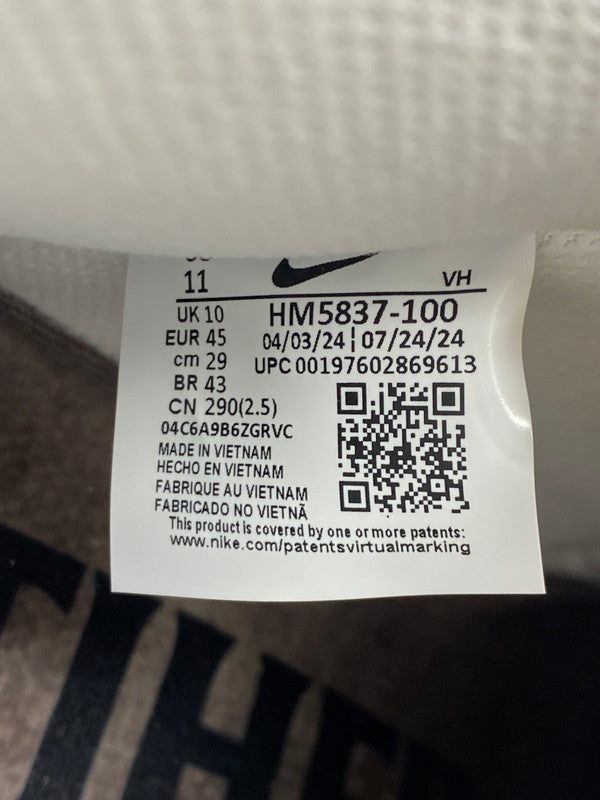 11
VH
UK 10
HM5837-100
EUR 45
04/03/24 | 07/24/24
cm 29
UPC 00197602869613
BR 43
CN 290(2.5)
04C6A9B6ZGRVC
MADE IN VIETNAM
HECHO EN VIETNAM
FABRIQUE AU VIETNAM
FABRICADO NO VIETNÃ
This product is covered by one or more patents:
www.nike.com/patentsvirtualmarking